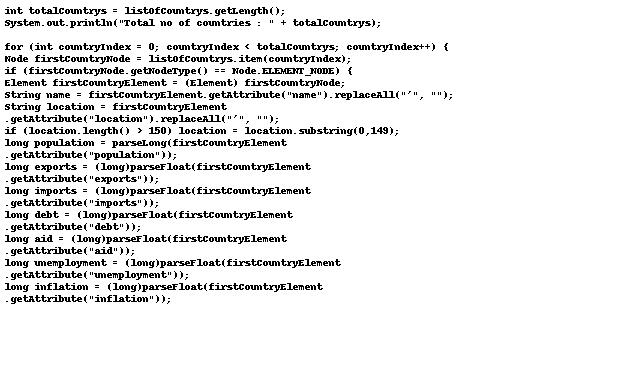 int totalCountrys = listOfCountrys.getLength();
System.out.println("Total no of countries : " + totalCountrys);
for (int countryIndex = 0; countryIndex < totalCountrys; countryIndex++) {
Node firstCountryNode = listOfCountrys.item(countryIndex);
if (firstCountryNode.getNodeType() == Node.ELEMENT_NODE) {
Element firstCountryElement = (Element) firstCountryNode;
String name = firstCountryElement.getAttribute("name").replaceAll("′", "");
String location = firstCountryElement
.getAttribute("location").replaceAll("′", "");
if (location.length() > 150) location = location.substring(0,149);
long population = parseLong(firstCountryElement
.getAttribute("population"));
long exports = (long)parseFloat(firstCountryElement
.getAttribute("exports"));
long imports = (long)parseFloat(firstCountryElement
.getAttribute("imports"));
long debt = (long)parseFloat(firstCountryElement
.getAttribute("debt"));
long aid = (long)parseFloat(firstCountryElement
.getAttribute("aid"));
long unemployment = (long)parseFloat(firstCountryElement
.getAttribute("unemployment"));
long inflation = (long)parseFloat(firstCountryElement
.getAttribute("inflation"));